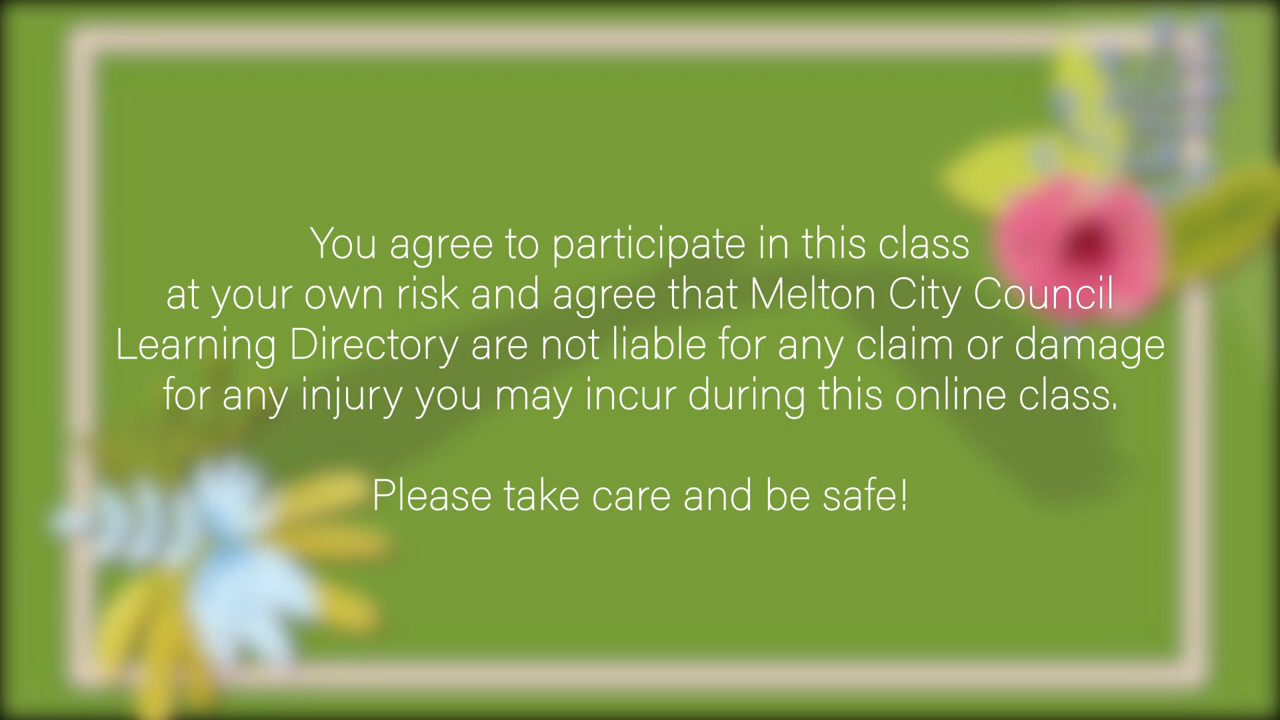 You agree to participate in this class
at your own risk and agree that Melton City Council
Learning Directory are not liable for any claim or damage
for any injury you may incur during this online class.
Please take care and be safe!